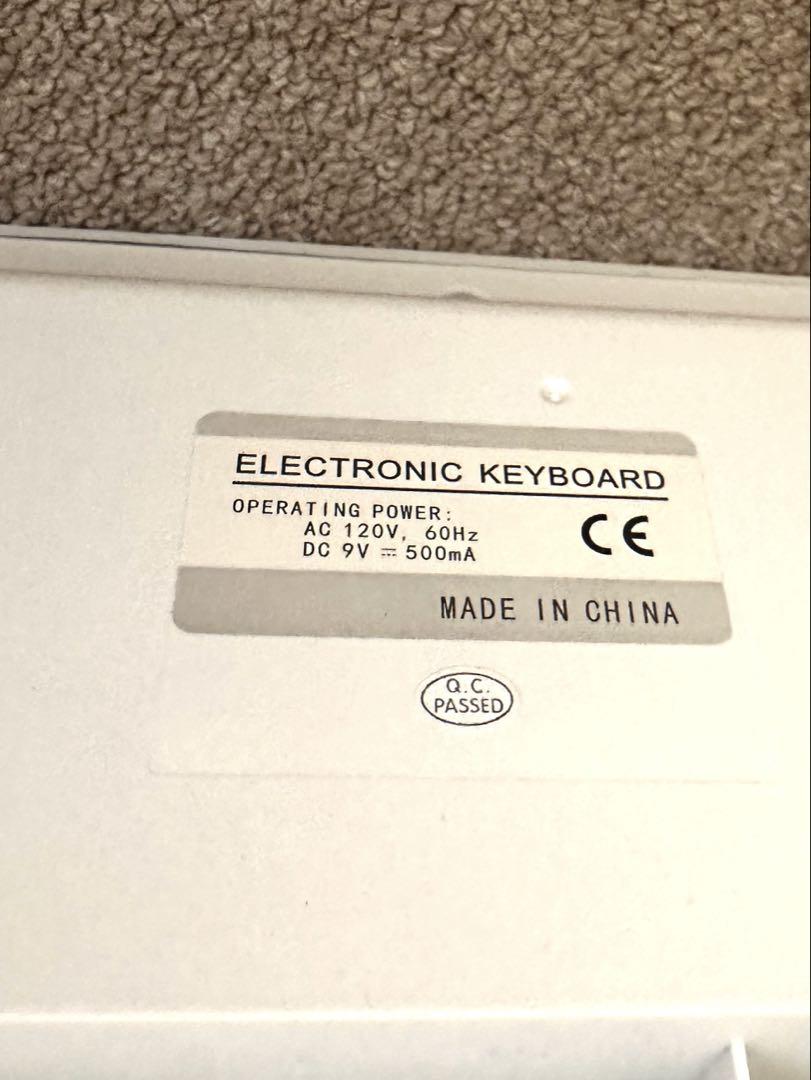 ELECTRONIC KEYBOARD
OPERATING POWER:
AC 120V, 60Hz
DC 9V ⎓ 500mA
CE
MADE IN CHINA
Q.C.
PASSED